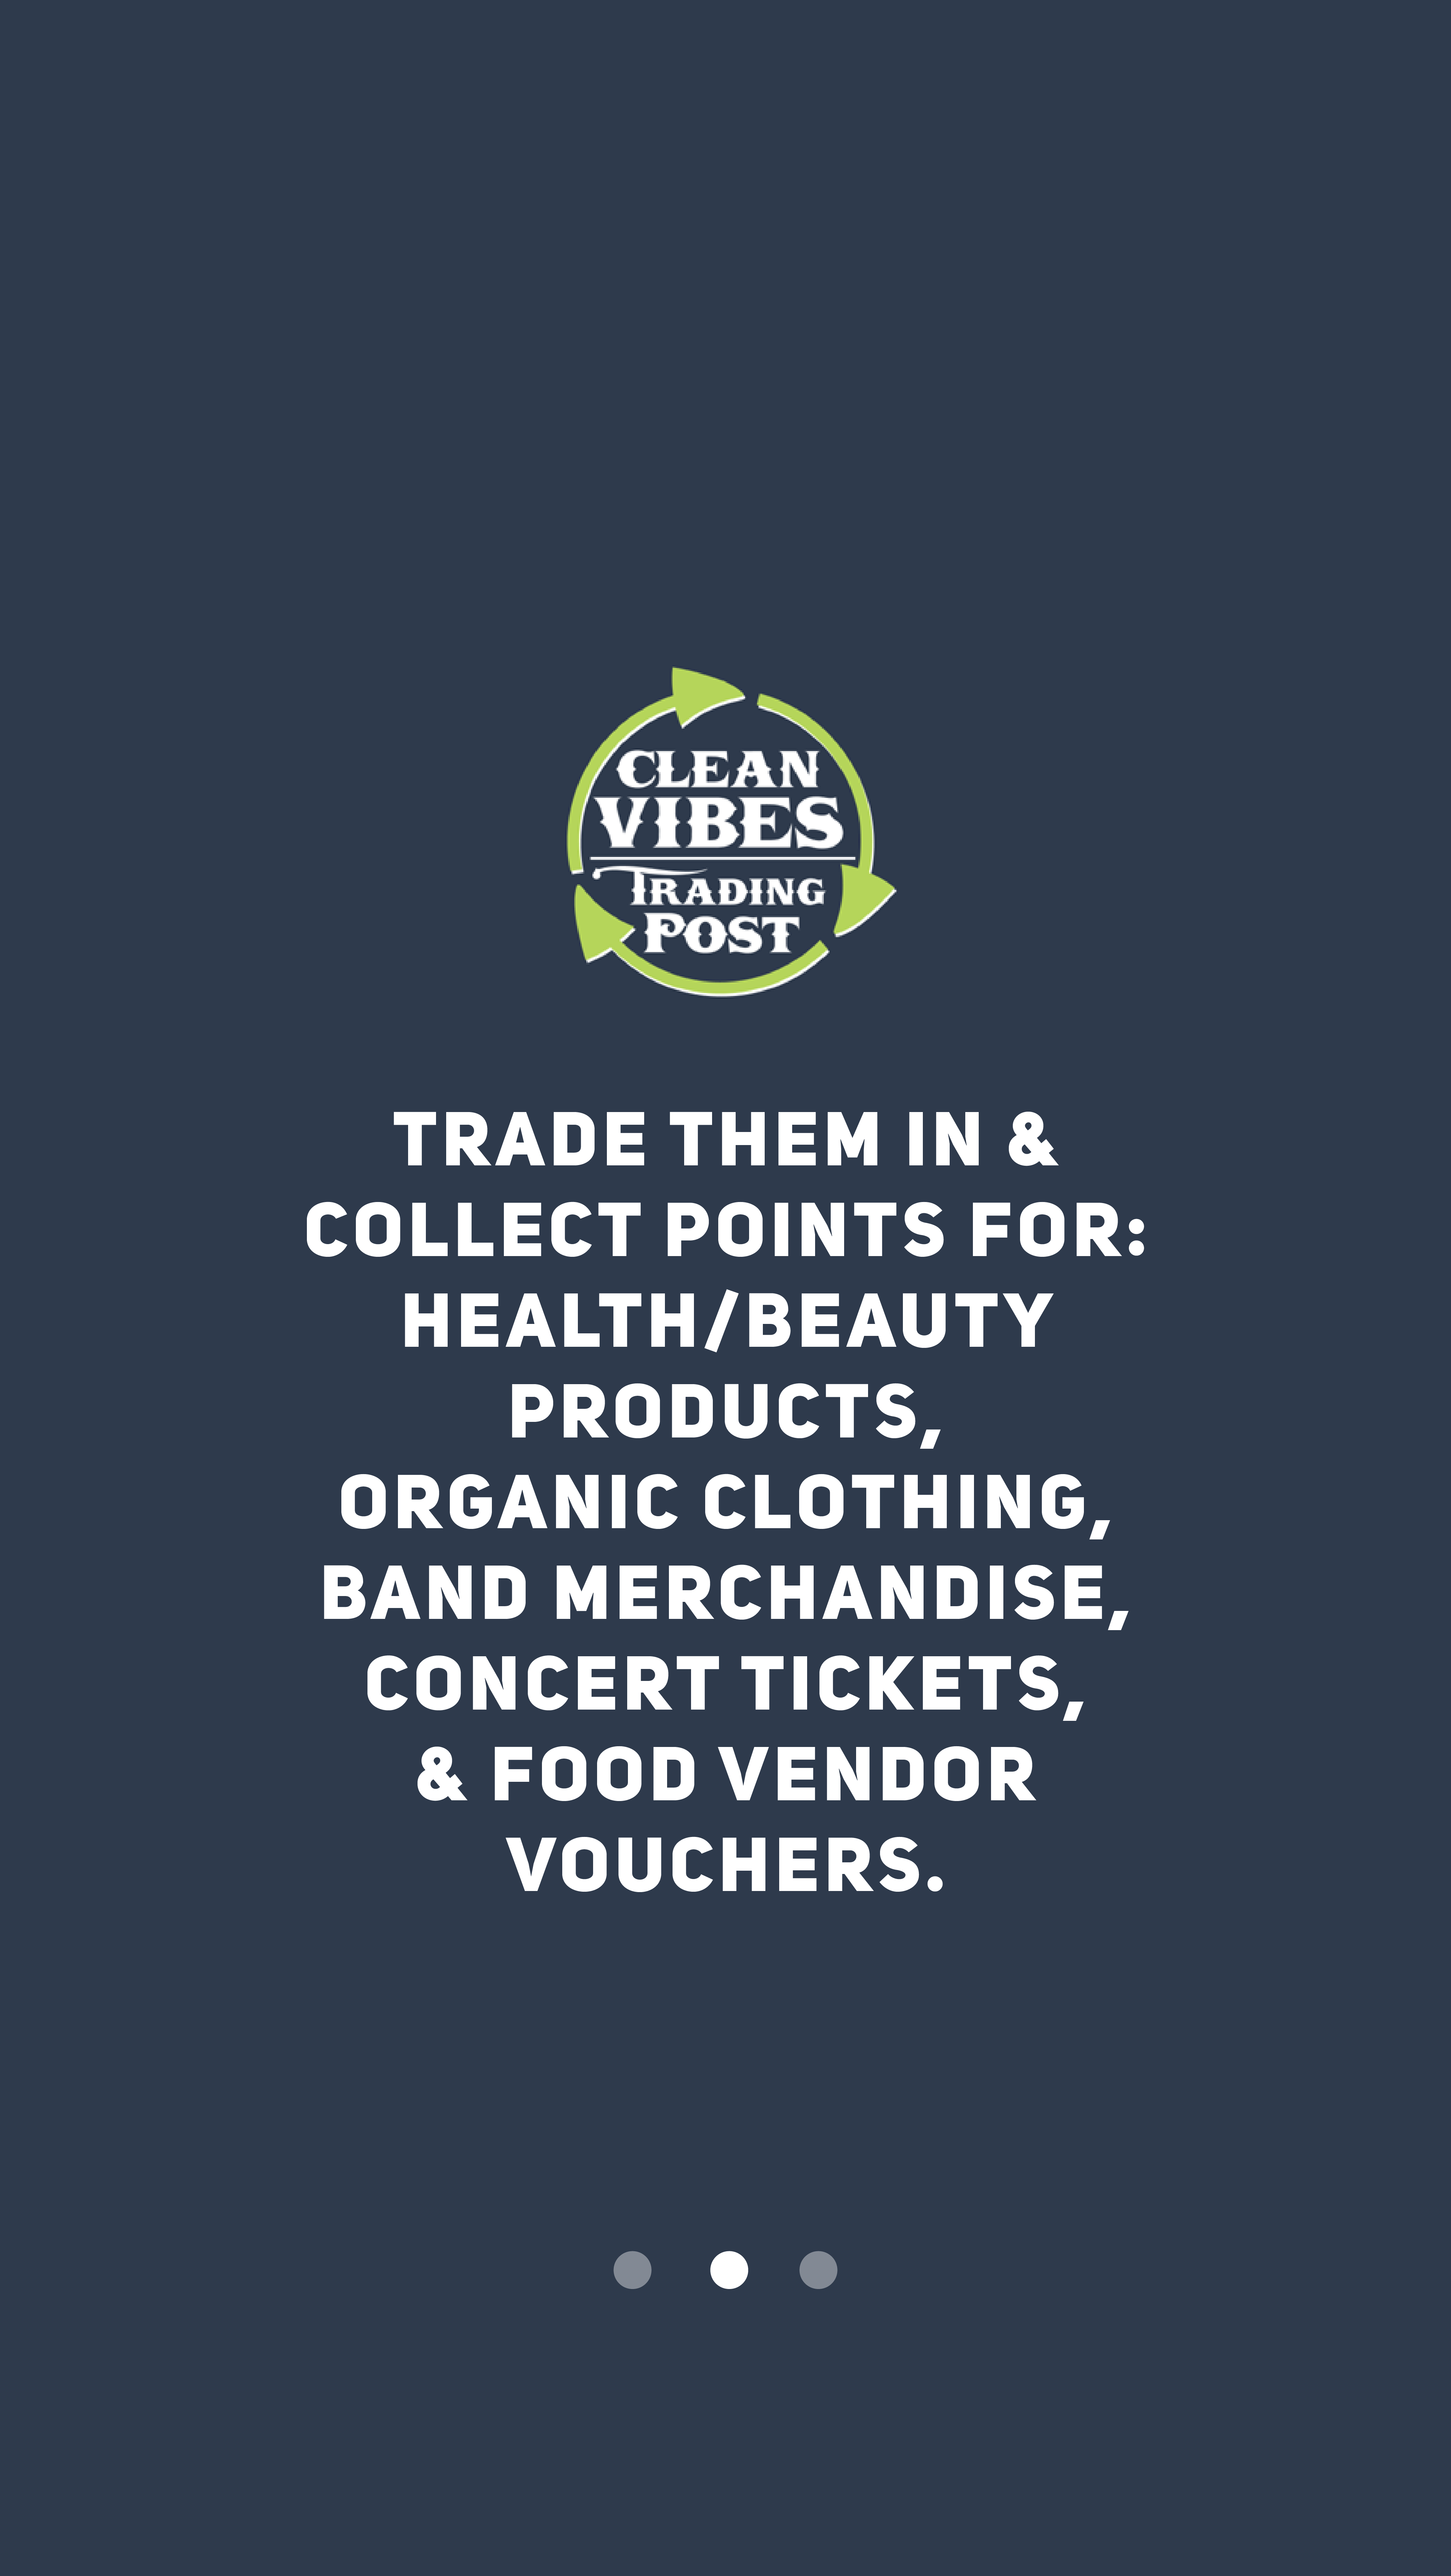 CLEAN
VIBES
TRADING
POST
TRADE THEM IN &
COLLECT POINTS FOR:
HEALTH/BEAUTY
PRODUCTS,
ORGANIC CLOTHING,
BAND MERCHANDISE,
CONCERT TICKETS,
& FOOD VENDOR
VOUCHERS.